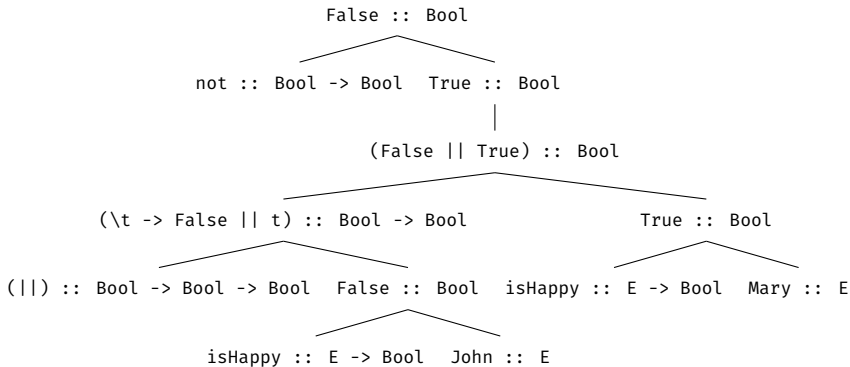 False :: Bool
not :: Bool -> Bool True :: Bool
(False || True) :: Bool
(\t -> False || t) :: Bool -> Bool True :: Bool
(||) :: Bool -> Bool -> Bool False :: Bool isHappy :: E -> Bool Mary :: E
isHappy :: E -> Bool John :: E